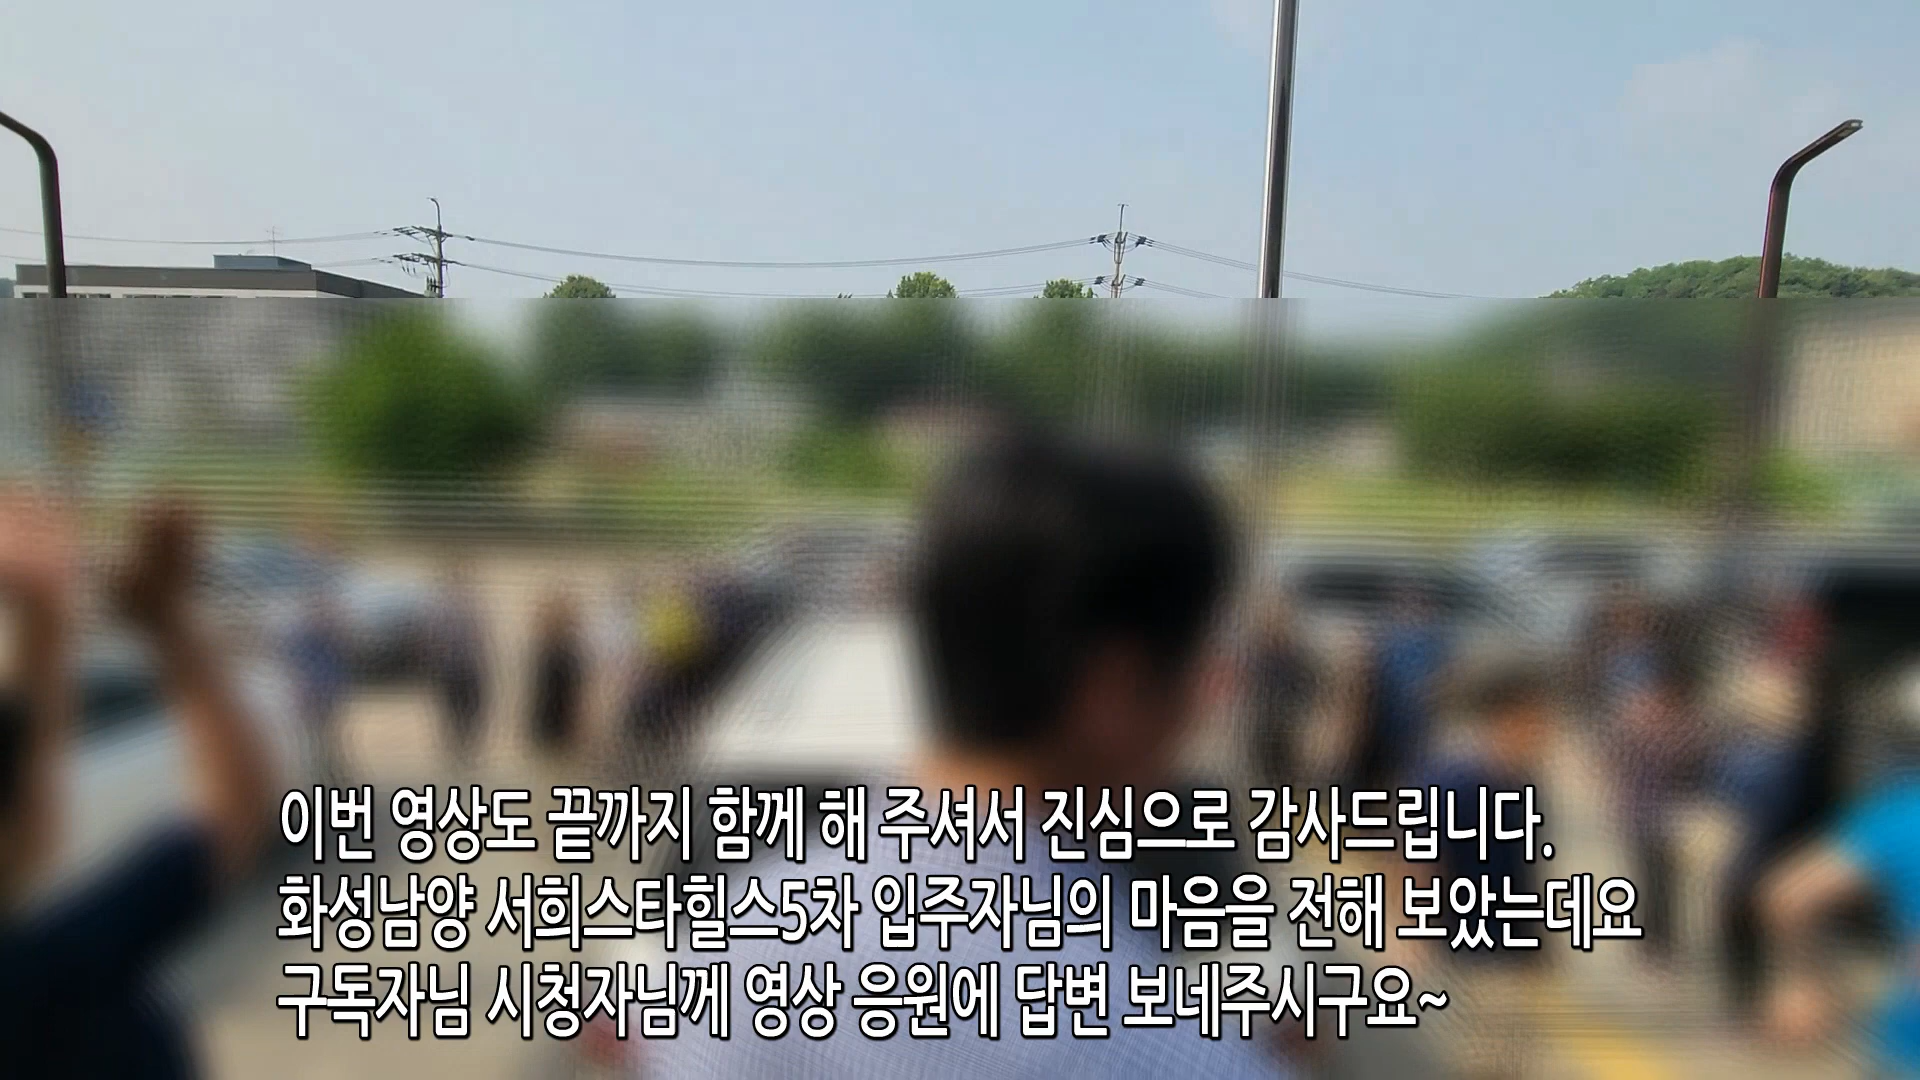 이번 영상도 끝까지 함께 해 주셔서 진심으로 감사드립니다.
화성남양 서희스타힐스5차 입주자님의 마음을 전해 보았는데요
구독자님 시청자님께 영상 응원에 답변 보네주시구요~